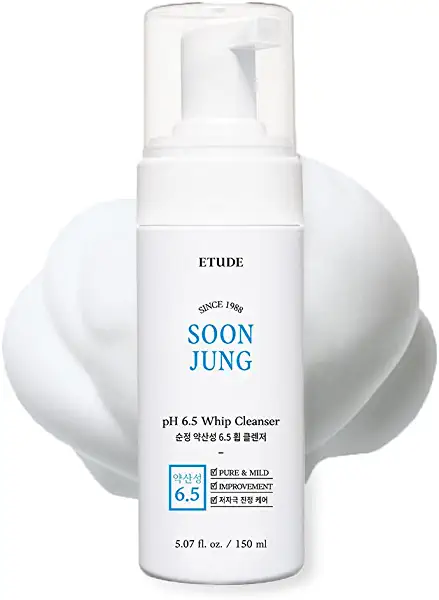 ETUDE
SINCE 1988
SOON
JUNG
pH 6.5 Whip Cleanser
순정 약산성 6.5 휩 클렌저
약산성
6.5
PURE & MILD
IMPROVEMENT
저자극 진정 케어
5.07 fl. oz. / 150 ml